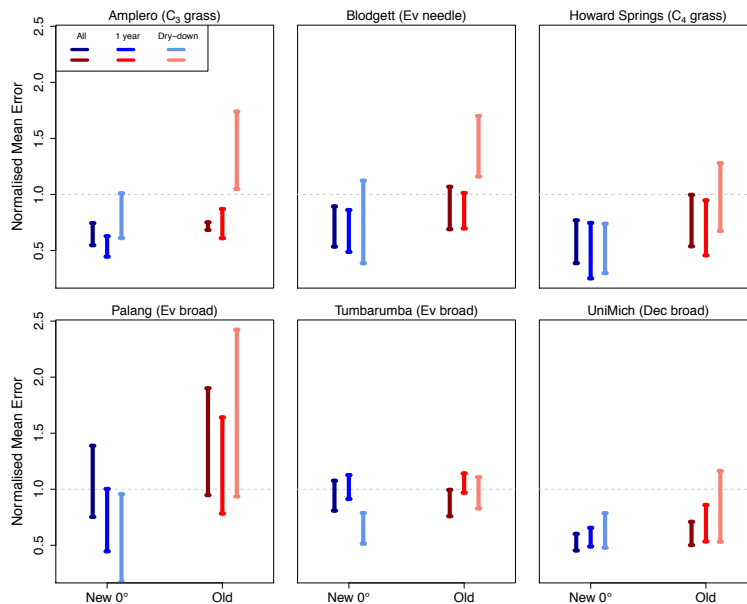 Amplero (C₃ grass)
Blodgett (Ev needle)
Howard Springs (C₄ grass)
All 1 year Dry−down
Normalised Mean Error
2.5
2.0
1.5
1.0
0.5
Palang (Ev broad)
Tumbarumba (Ev broad)
UniMich (Dec broad)
Normalised Mean Error
2.5
2.0
1.5
1.0
0.5
New 0° Old
New 0° Old
New 0° Old